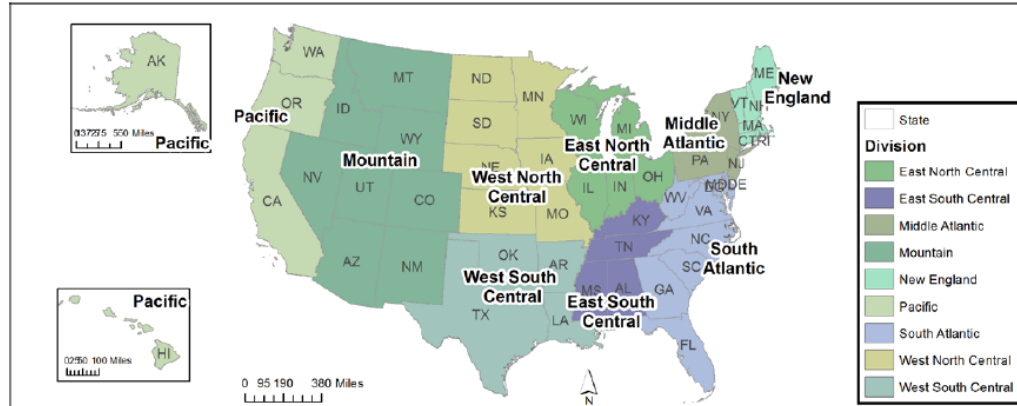 AK
0137275 550 Miles
Pacific
WA
OR
Pacific
CA
MT
ID
WY
Mountain
NV
UT
CO
AZ
NM
ND
MN
SD
NE
IA
West North
Central
KS
MO
WI
MI
East North
Central
IL
IN
OH
Middle
Atlantic
NY
PA
NJ
ME
New
England
VT
NH
MA
CT
RI
MD
DE
DC
WV
VA
KY
TN
NC
SC
South
Atlantic
GA
FL
MS
AL
East South
Central
OK
AR
West South
Central
TX
LA
Pacific
HI
02550 100 Miles
0 95 190 380 Miles
N
State
Division
East North Central
East South Central
Middle Atlantic
Mountain
New England
Pacific
South Atlantic
West North Central
West South Central